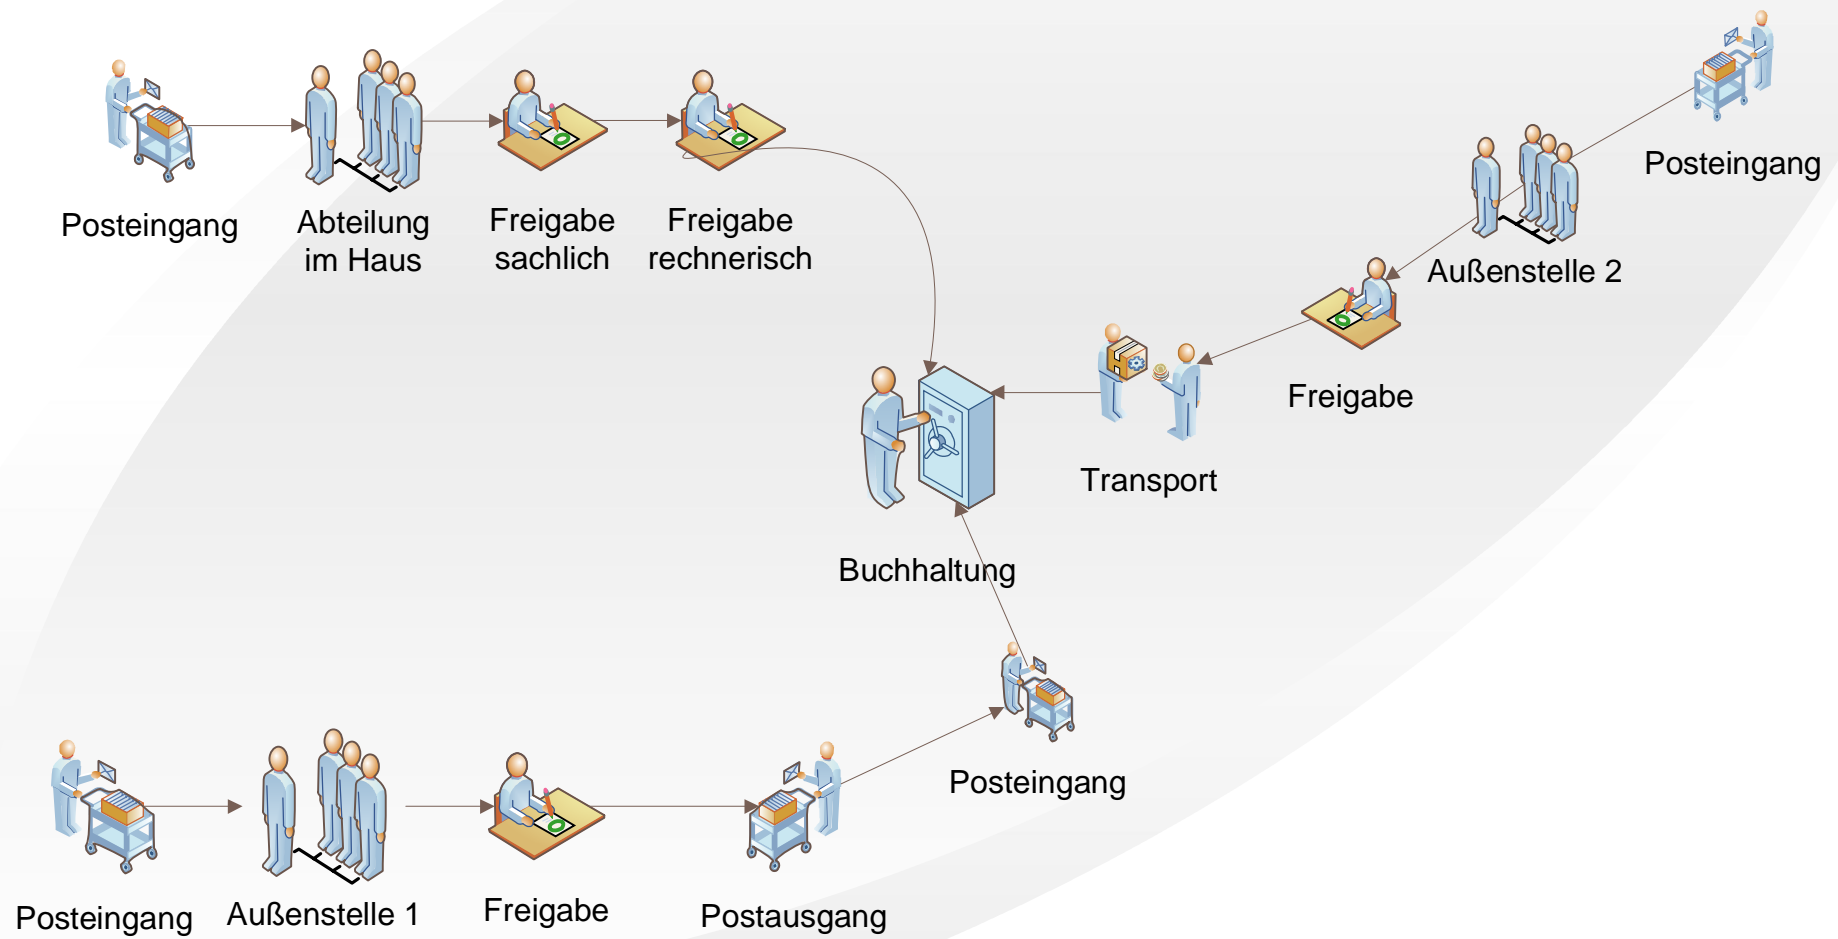 Posteingang
Abteilung
im Haus
Freigabe
sachlich
Freigabe
rechnerisch
Posteingang
Außenstelle 2
Freigabe
Transport
Buchhaltung
Posteingang
Posteingang
Außenstelle 1
Freigabe
Postausgang